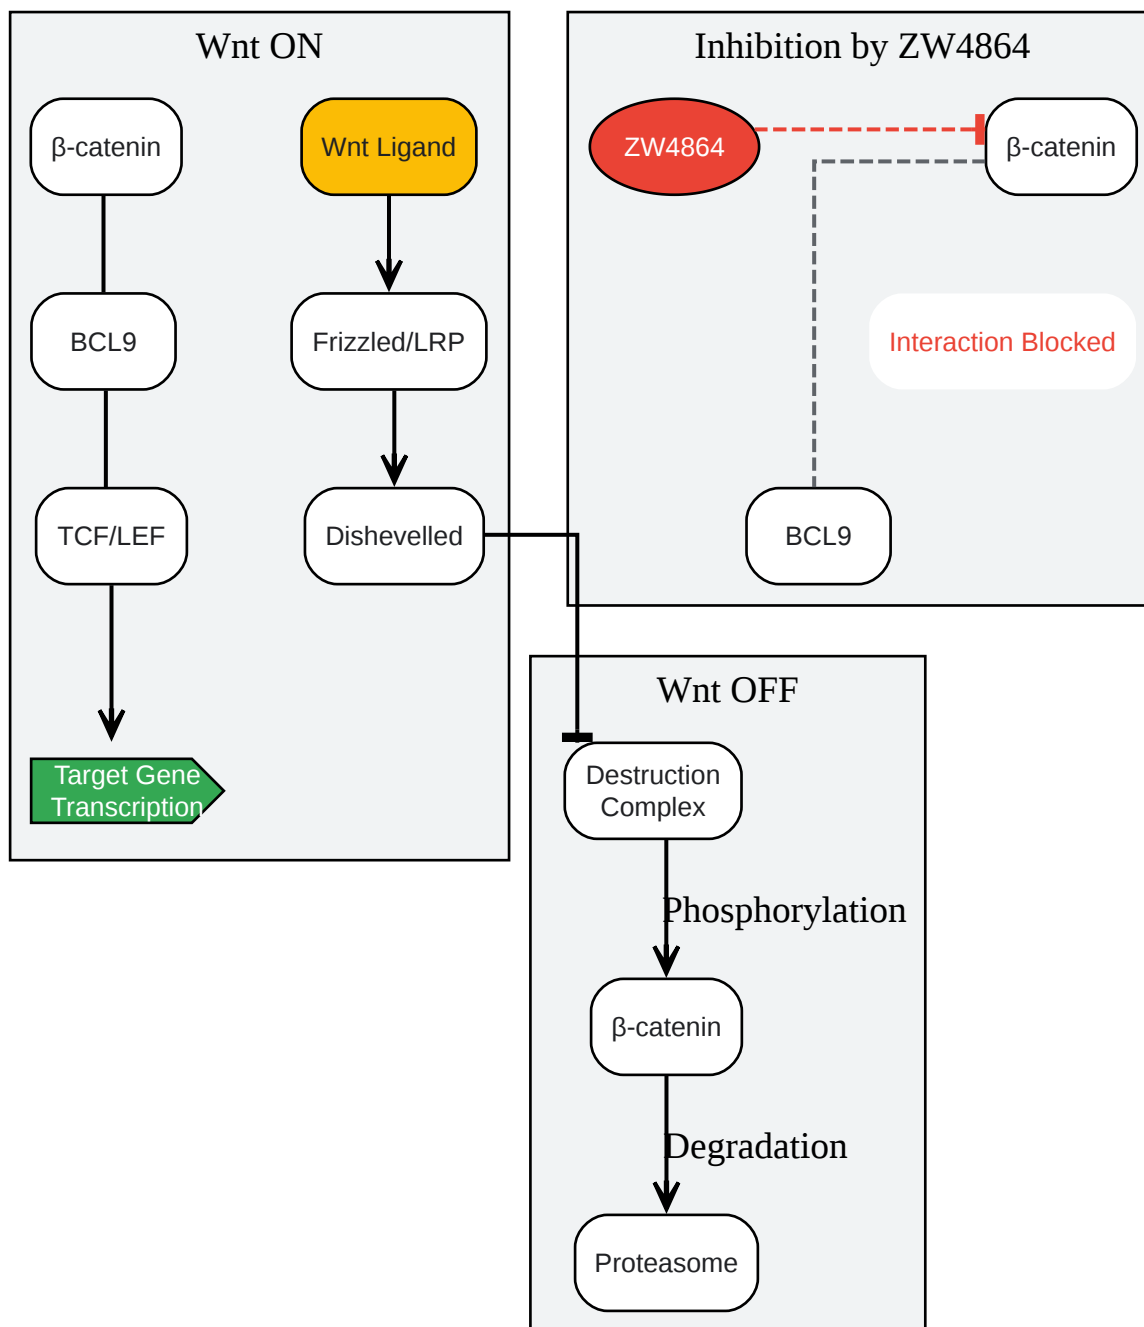 Wnt ON
β-catenin
Wnt Ligand
BCL9
Frizzled/LRP
TCF/LEF
Dishevelled
Target Gene
Transcription
Inhibition by ZW4864
ZW4864
β-catenin
Interaction Blocked
BCL9
Wnt OFF
Destruction
Complex
Phosphorylation
β-catenin
Degradation
Proteasome